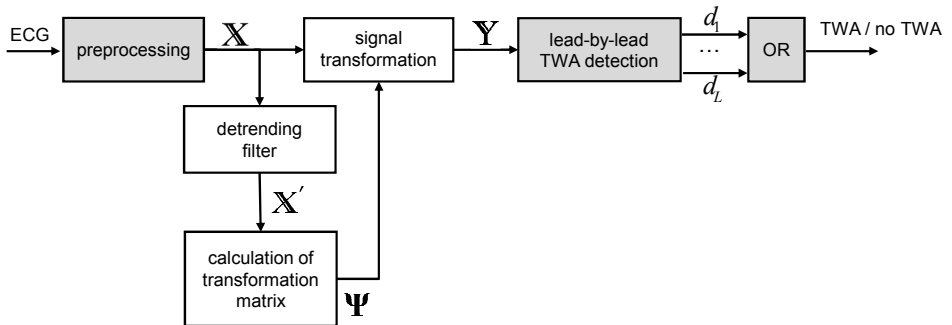 ECG
preprocessing
𝕏
signal
transformation
𝕐
lead-by-lead
TWA detection
d₁
...
d_L
OR
TWA / no TWA
detrending
filter
𝕏′
calculation of
transformation
matrix
Ψ